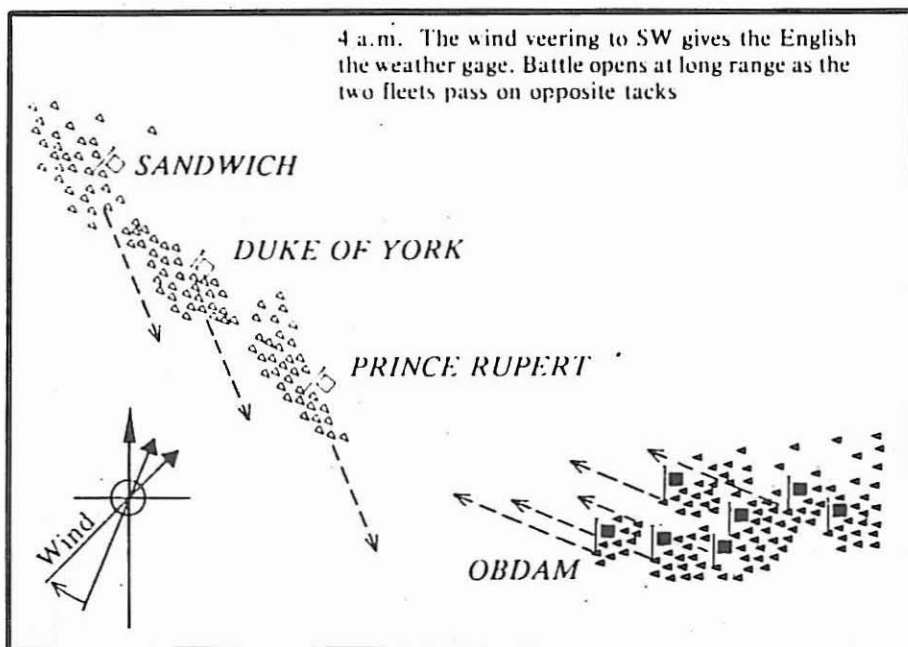 4 a.m. The wind veering to SW gives the English
the weather gage. Battle opens at long range as the
two fleets pass on opposite tacks
SANDWICH
DUKE OF YORK
PRINCE RUPERT
Wind
OBDAM